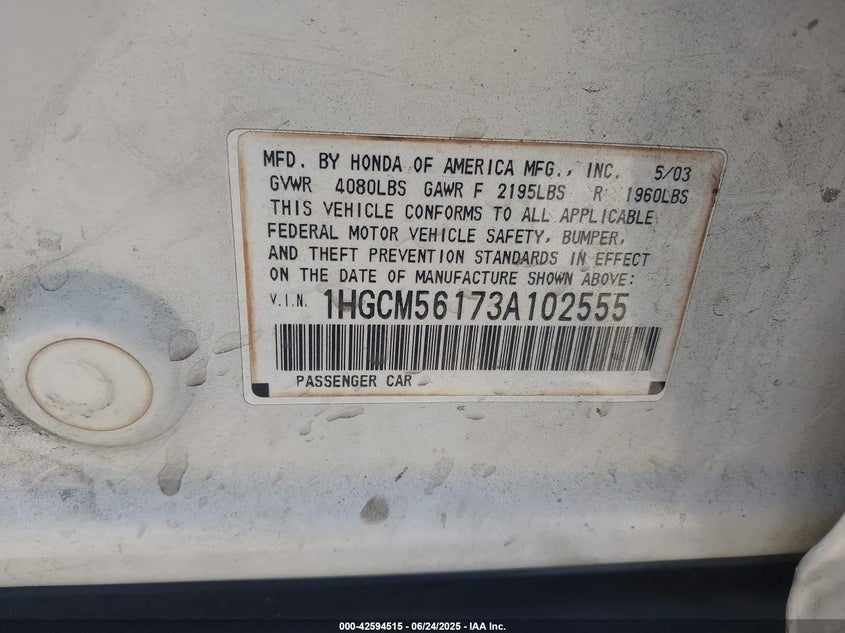 MFD. BY HONDA OF AMERICA MFG., INC. 5/03
GVWR 4080LBS GAWR F 2195LBS R 1960LBS
THIS VEHICLE CONFORMS TO ALL APPLICABLE
FEDERAL MOTOR VEHICLE SAFETY, BUMPER,
AND THEFT PREVENTION STANDARDS IN EFFECT
ON THE DATE OF MANUFACTURE SHOWN ABOVE:
V.I.N. 1HGCM56173A102555
PASSENGER CAR
000-42594515 | 06/24/2025 - IAA Inc.